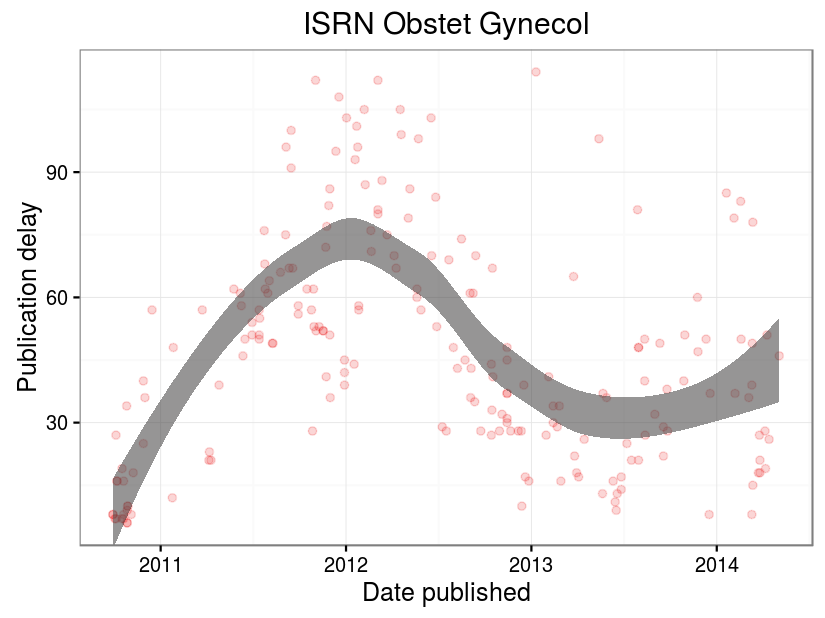 ISRN Obstet Gynecol
Publication delay
90
60
30
2011 2012 2013 2014
Date published